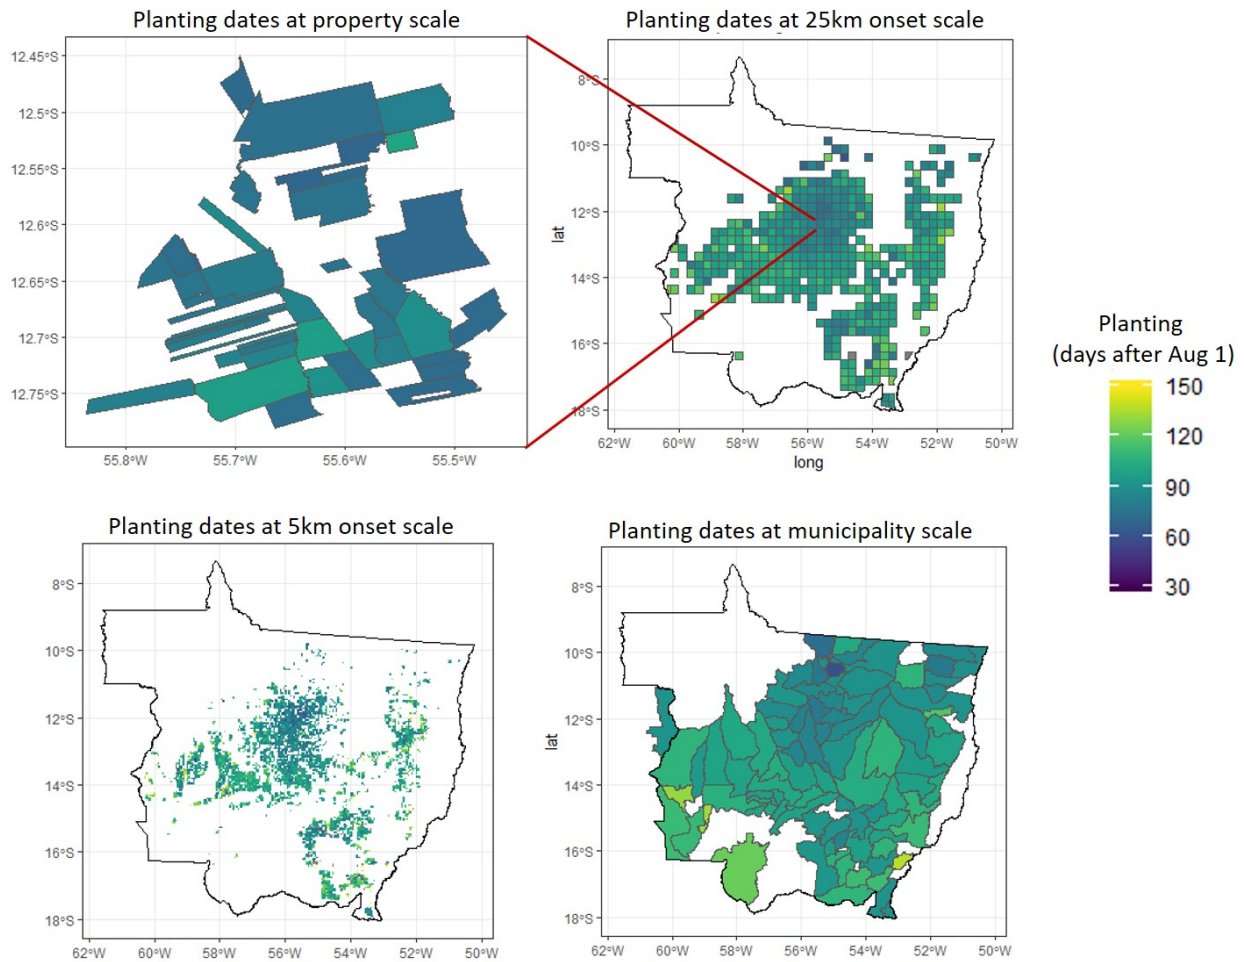 Planting dates at property scale
12.45°S
12.5°S
12.55°S
12.6°S
12.65°S
12.7°S
12.75°S
55.8°W 55.7°W 55.6°W 55.5°W
Planting dates at 25km onset scale
lat
8°S
10°S
12°S
14°S
16°S
18°S
62°W 60°W 58°W 56°W 54°W 52°W 50°W
long
Planting
(days after Aug 1)
150
120
90
60
30
Planting dates at 5km onset scale
8°S
10°S
12°S
14°S
16°S
18°S
62°W 60°W 58°W 56°W 54°W 52°W 50°W
Planting dates at municipality scale
lat
8°S
10°S
12°S
14°S
16°S
18°S
62°W 60°W 58°W 56°W 54°W 52°W 50°W